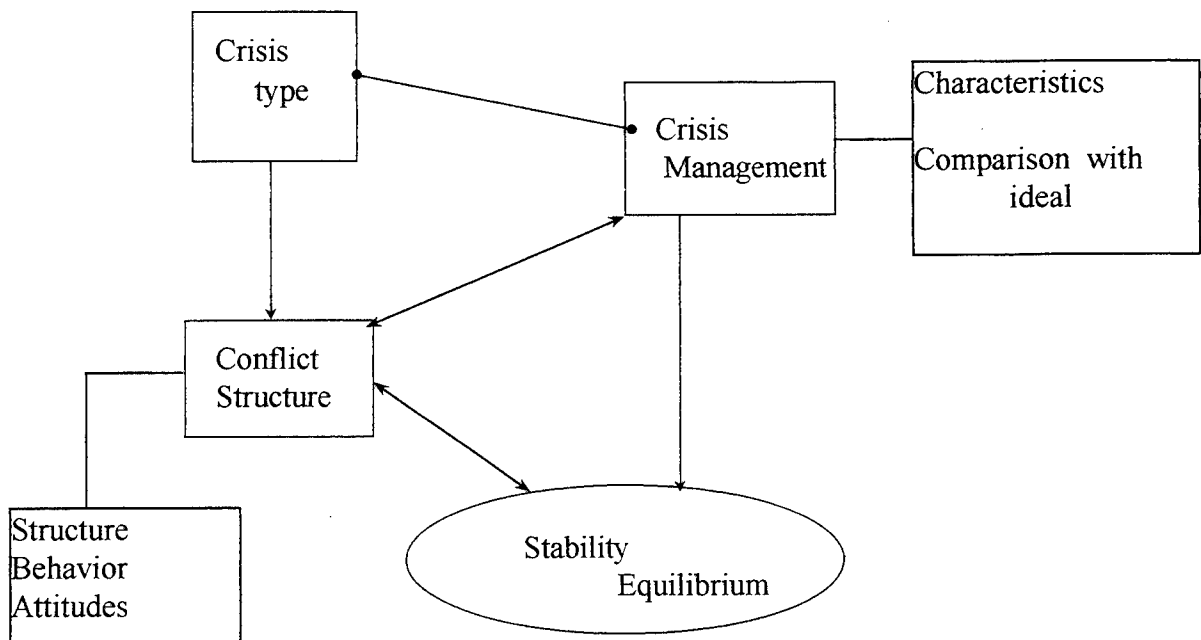 Crisis
type
Crisis
Management
Characteristics
Comparison with
ideal
Conflict
Structure
Structure
Behavior
Attitudes
Stability
Equilibrium